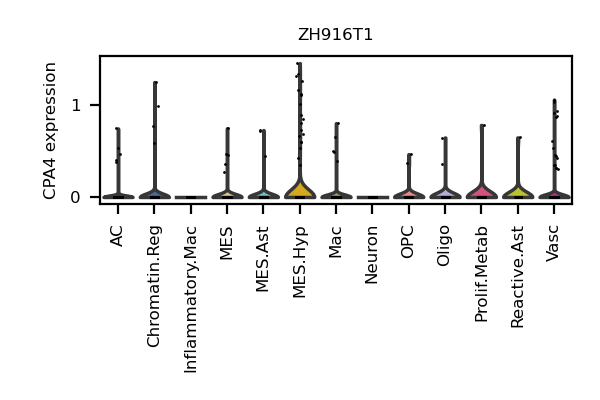 ZH916T1
CPA4 expression
1
0
AC
Chromatin.Reg
Inflammatory.Mac
MES
MES.Ast
MES.Hyp
Mac
Neuron
OPC
Oligo
Prolif.Metab
Reactive.Ast
Vasc